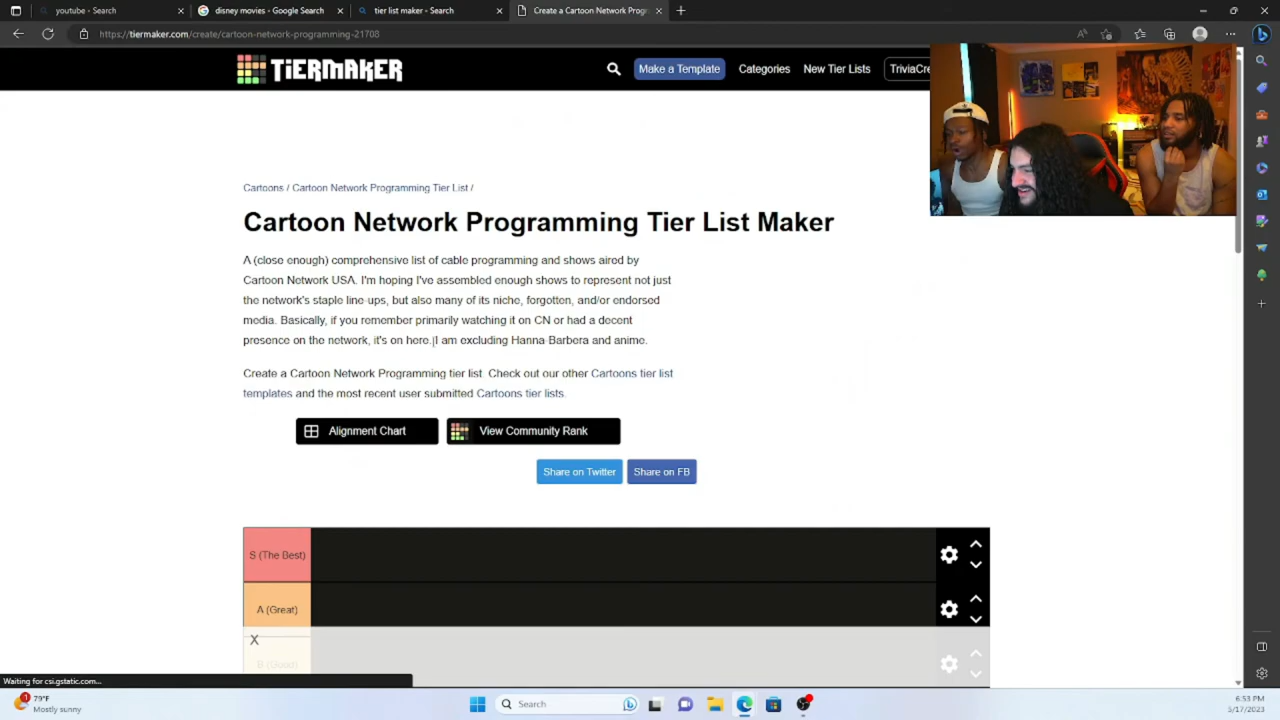 youtube - Search
disney movies - Google Search
tier list maker - Search
Create a Cartoon Network Progr
https://tiermaker.com/create/cartoon-network-programming-21708
TiERMAKER
Make a Template
Categories
New Tier Lists
TriviaCre
Cartoons / Cartoon Network Programming Tier List /
Cartoon Network Programming Tier List Maker
A (close enough) comprehensive list of cable programming and shows aired by
Cartoon Network USA. I'm hoping I've assembled enough shows to represent not just
the network's staple line-ups, but also many of its niche, forgotten, and/or endorsed
media. Basically, if you remember primarily watching it on CN or had a decent
presence on the network, it's on here. I am excluding Hanna-Barbera and anime.
Create a Cartoon Network Programming tier list. Check out our other Cartoons tier list
templates and the most recent user submitted Cartoons tier lists.
Alignment Chart
View Community Rank
Share on Twitter
Share on FB
S (The Best)
A (Great)
X
B (Good)
Waiting for csi.gstatic.com...
1
79°F
Mostly sunny
Search
6:53 PM
5/17/2023